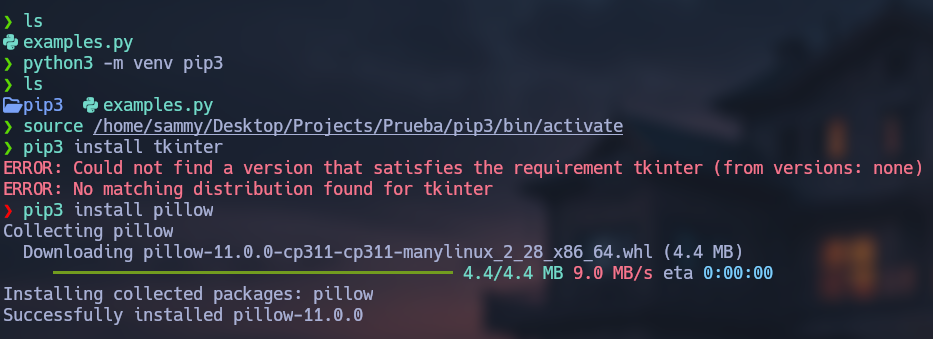 ❯ ls
examples.py
❯ python3 -m venv pip3
❯ ls
pip3 examples.py
❯ source /home/sammy/Desktop/Projects/Prueba/pip3/bin/activate
❯ pip3 install tkinter
ERROR: Could not find a version that satisfies the requirement tkinter (from versions: none)
ERROR: No matching distribution found for tkinter
❯ pip3 install pillow
Collecting pillow
  Downloading pillow-11.0.0-cp311-cp311-manylinux_2_28_x86_64.whl (4.4 MB)
4.4/4.4 MB 9.0 MB/s eta 0:00:00
Installing collected packages: pillow
Successfully installed pillow-11.0.0